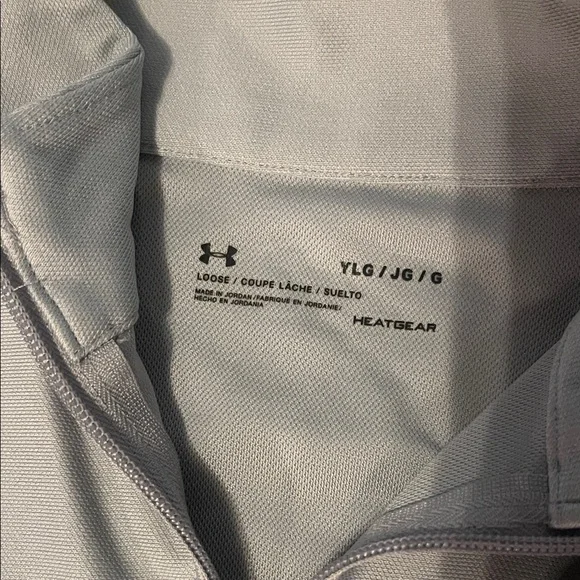 YLG / JG / G
LOOSE / COUPE LÂCHE / SUELTO
MADE IN JORDAN / FABRIQUÉ EN JORDANIE/
HECHO EN JORDANIA
HEATGEAR